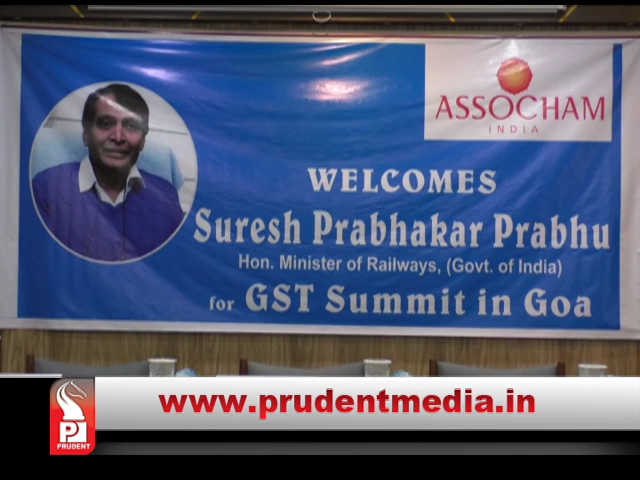 ASSOCHAM
INDIA
WELCOMES
Suresh Prabhakar Prabhu
Hon. Minister of Railways, (Govt. of India)
for GST Summit in Goa
www.prudentmedia.in
P
PRUDENT